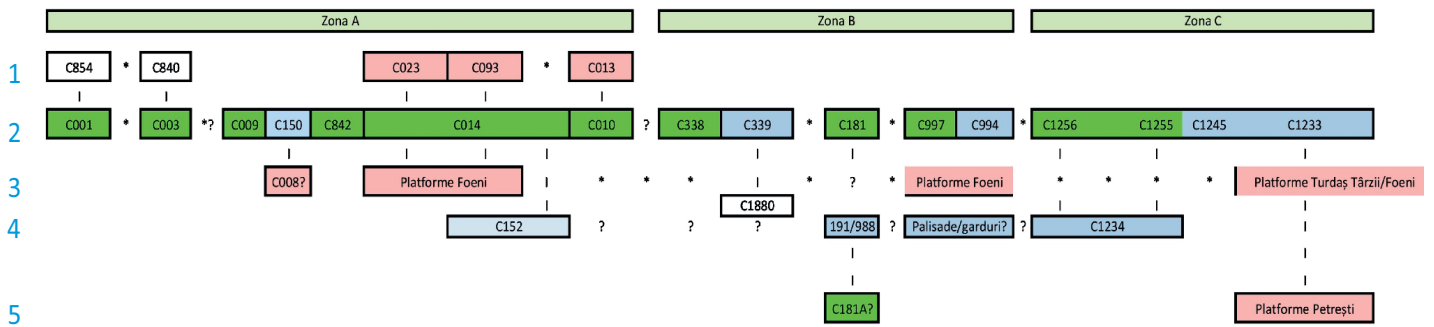 Zona A Zona B Zona C
1 C854 * C840 C023 C093 * C013
2 C001 * C003 *? C009 C150 C842 C014 C010 ? C338 C339 * C181 * C997 C994 * C1256 C1255 C1245 C1233
3 C008? Platforme Foeni * * * * ? * Platforme Foeni * * * * Platforme Turdaș Târzii/Foeni
C1880
4 C152 ? ? ? 191/988 ? Palisade/garduri? ? C1234
5 C181A? Platforme Petrești